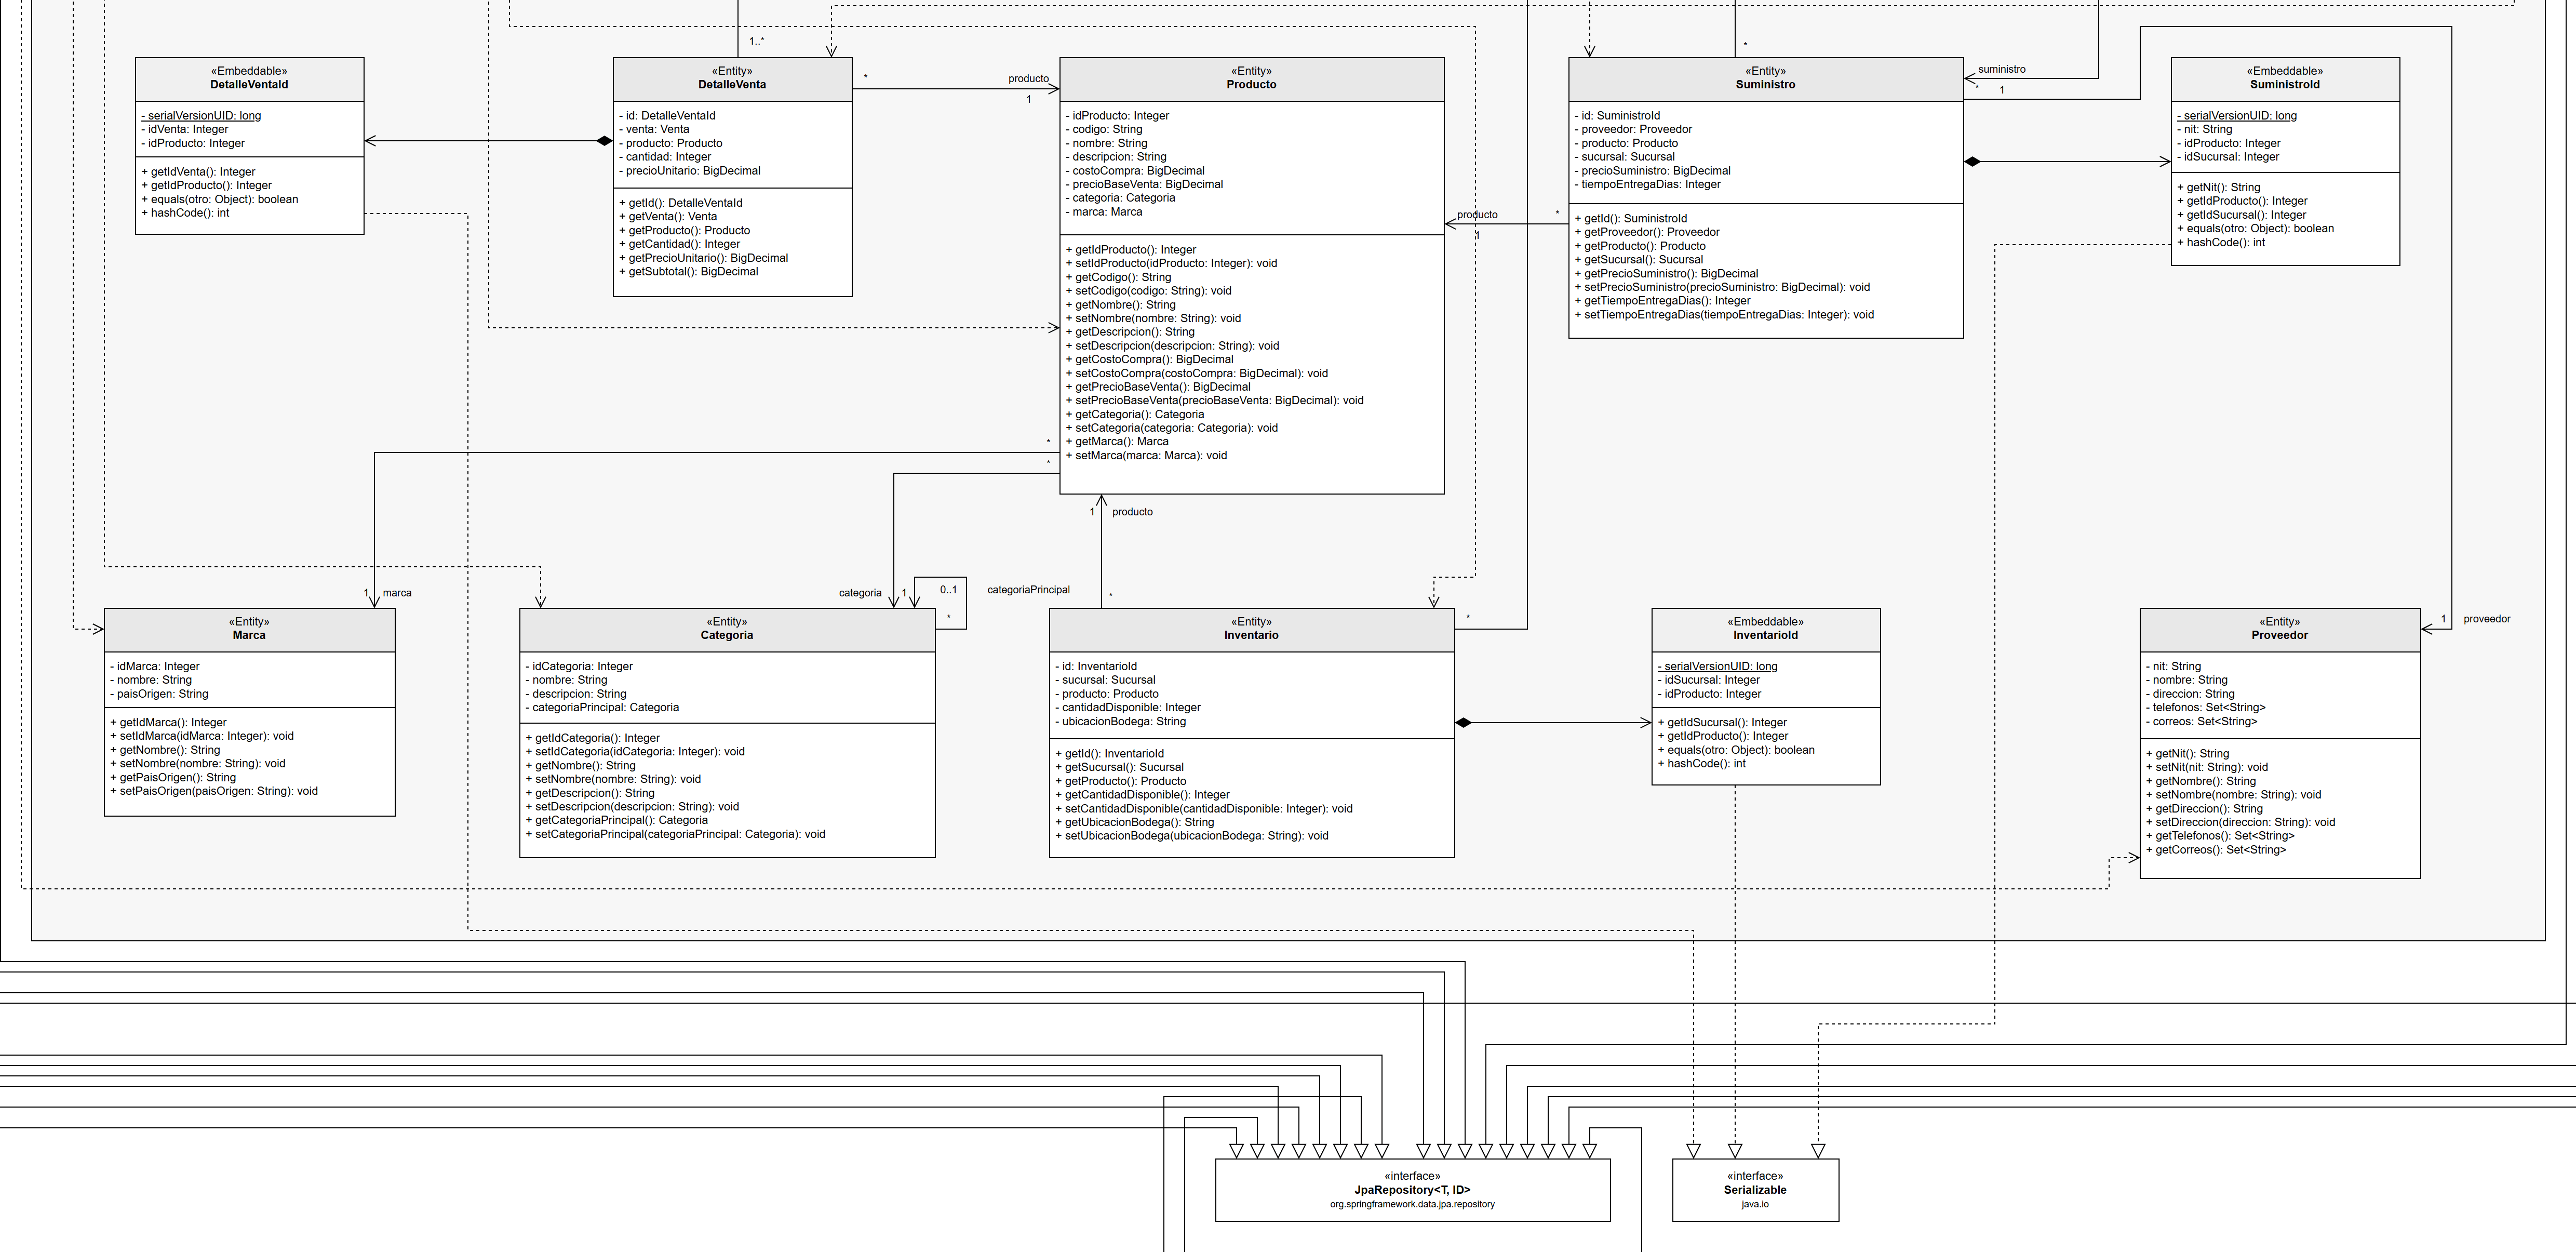 1..*
*
«Embeddable»
DetalleVentaId
- serialVersionUID: long
- idVenta: Integer
- idProducto: Integer
+ getIdVenta(): Integer
+ getIdProducto(): Integer
+ equals(otro: Object): boolean
+ hashCode(): int
«Entity»
DetalleVenta
- id: DetalleVentaId
- venta: Venta
- producto: Producto
- cantidad: Integer
- precioUnitario: BigDecimal
+ getId(): DetalleVentaId
+ getVenta(): Venta
+ getProducto(): Producto
+ getCantidad(): Integer
+ getPrecioUnitario(): BigDecimal
+ getSubtotal(): BigDecimal
*
producto
1
«Entity»
Producto
- idProducto: Integer
- codigo: String
- nombre: String
- descripcion: String
- costoCompra: BigDecimal
- precioBaseVenta: BigDecimal
- categoria: Categoria
- marca: Marca
+ getIdProducto(): Integer
+ setIdProducto(idProducto: Integer): void
+ getCodigo(): String
+ setCodigo(codigo: String): void
+ getNombre(): String
+ setNombre(nombre: String): void
+ getDescripcion(): String
+ setDescripcion(descripcion: String): void
+ getCostoCompra(): BigDecimal
+ setCostoCompra(costoCompra: BigDecimal): void
+ getPrecioBaseVenta(): BigDecimal
+ setPrecioBaseVenta(precioBaseVenta: BigDecimal): void
+ getCategoria(): Categoria
+ setCategoria(categoria: Categoria): void
+ getMarca(): Marca
+ setMarca(marca: Marca): void
producto
*
1
«Entity»
Suministro
- id: SuministroId
- proveedor: Proveedor
- producto: Producto
- sucursal: Sucursal
- precioSuministro: BigDecimal
- tiempoEntregaDias: Integer
+ getId(): SuministroId
+ getProveedor(): Proveedor
+ getProducto(): Producto
+ getSucursal(): Sucursal
+ getPrecioSuministro(): BigDecimal
+ setPrecioSuministro(precioSuministro: BigDecimal): void
+ getTiempoEntregaDias(): Integer
+ setTiempoEntregaDias(tiempoEntregaDias: Integer): void
suministro
*
1
«Embeddable»
SuministroId
- serialVersionUID: long
- nit: String
- idProducto: Integer
- idSucursal: Integer
+ getNit(): String
+ getIdProducto(): Integer
+ getIdSucursal(): Integer
+ equals(otro: Object): boolean
+ hashCode(): int
*
*
1
producto
*
1
marca
categoria
1
0..1
*
categoriaPrincipal
*
1
proveedor
«Entity»
Marca
- idMarca: Integer
- nombre: String
- paisOrigen: String
+ getIdMarca(): Integer
+ setIdMarca(idMarca: Integer): void
+ getNombre(): String
+ setNombre(nombre: String): void
+ getPaisOrigen(): String
+ setPaisOrigen(paisOrigen: String): void
«Entity»
Categoria
- idCategoria: Integer
- nombre: String
- descripcion: String
- categoriaPrincipal: Categoria
+ getIdCategoria(): Integer
+ setIdCategoria(idCategoria: Integer): void
+ getNombre(): String
+ setNombre(nombre: String): void
+ getDescripcion(): String
+ setDescripcion(descripcion: String): void
+ getCategoriaPrincipal(): Categoria
+ setCategoriaPrincipal(categoriaPrincipal: Categoria): void
«Entity»
Inventario
- id: InventarioId
- sucursal: Sucursal
- producto: Producto
- cantidadDisponible: Integer
- ubicacionBodega: String
+ getId(): InventarioId
+ getSucursal(): Sucursal
+ getProducto(): Producto
+ getCantidadDisponible(): Integer
+ setCantidadDisponible(cantidadDisponible: Integer): void
+ getUbicacionBodega(): String
+ setUbicacionBodega(ubicacionBodega: String): void
«Embeddable»
InventarioId
- serialVersionUID: long
- idSucursal: Integer
- idProducto: Integer
+ getIdSucursal(): Integer
+ getIdProducto(): Integer
+ equals(otro: Object): boolean
+ hashCode(): int
«Entity»
Proveedor
- nit: String
- nombre: String
- direccion: String
- telefonos: Set<String>
- correos: Set<String>
+ getNit(): String
+ setNit(nit: String): void
+ getNombre(): String
+ setNombre(nombre: String): void
+ getDireccion(): String
+ setDireccion(direccion: String): void
+ getTelefonos(): Set<String>
+ getCorreos(): Set<String>
«interface»
JpaRepository<T, ID>
org.springframework.data.jpa.repository
«interface»
Serializable
java.io